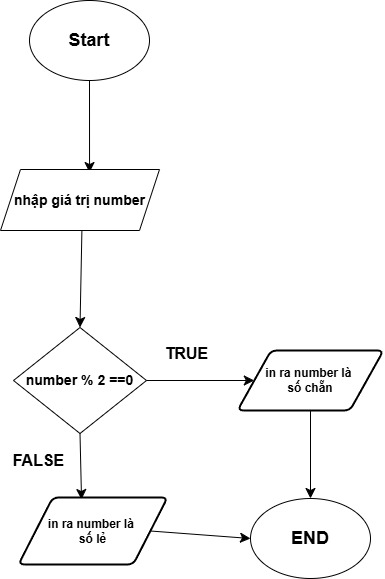 Start
nhập giá trị number
number % 2 ==0
TRUE
in ra number là
số chẵn
FALSE
in ra number là
số lẻ
END